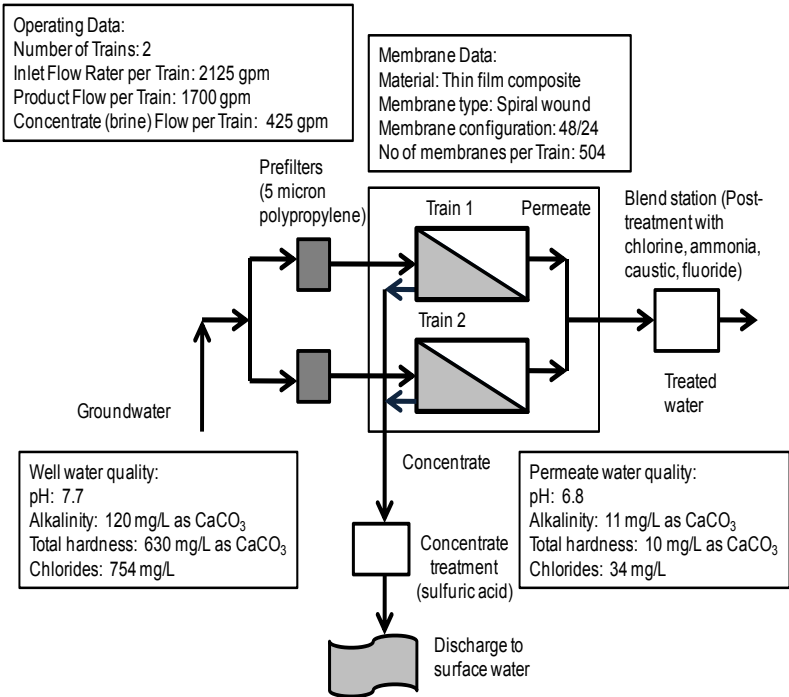 Operating Data:
Number of Trains: 2
Inlet Flow Rater per Train: 2125 gpm
Product Flow per Train: 1700 gpm
Concentrate (brine) Flow per Train: 425 gpm
Membrane Data:
Material: Thin film composite
Membrane type: Spiral wound
Membrane configuration: 48/24
No of membranes per Train: 504
Prefilters
(5 micron
polypropylene)
Train 1
Permeate
Blend station (Post-
treatment with
chlorine, ammonia,
caustic, fluoride)
Train 2
Treated
water
Groundwater
Concentrate
Well water quality:
pH: 7.7
Alkalinity: 120 mg/L as CaCO3
Total hardness: 630 mg/L as CaCO3
Chlorides: 754 mg/L
Permeate water quality:
pH: 6.8
Alkalinity: 11 mg/L as CaCO3
Total hardness: 10 mg/L as CaCO3
Chlorides: 34 mg/L
Concentrate
treatment
(sulfuric acid)
Discharge to
surface water